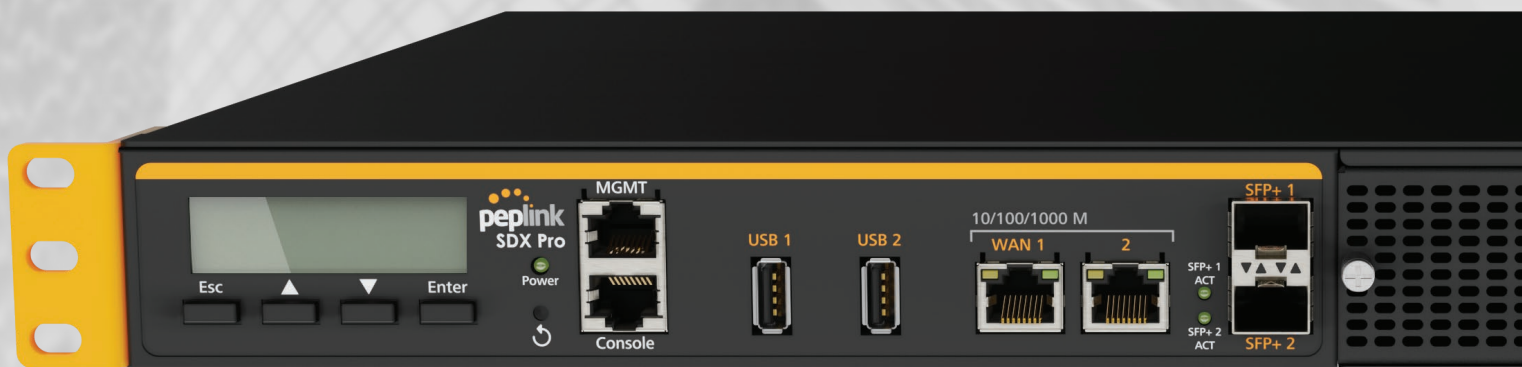 Esc
Enter
peplink
SDX Pro
Power
MGMT
Console
USB 1
USB 2
10/100/1000 M
WAN 1
2
SFP+ 1
ACT
SFP+ 2
ACT
SFP+ 1
SFP+ 2